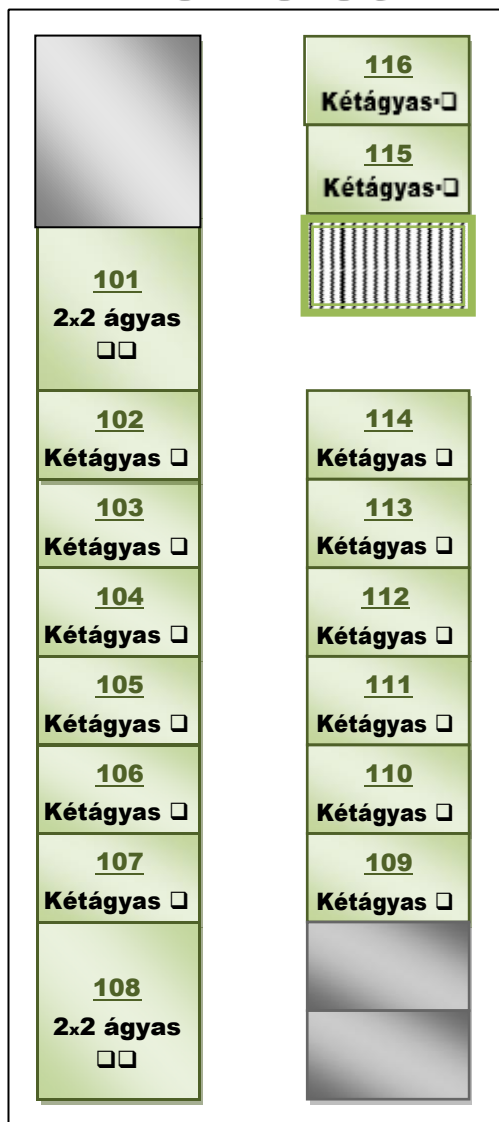 101
2x2 ágyas
❑❑
102
Kétágyas ❑
103
Kétágyas ❑
104
Kétágyas ❑
105
Kétágyas ❑
106
Kétágyas ❑
107
Kétágyas ❑
108
2x2 ágyas
❑❑
116
Kétágyas·❑
115
Kétágyas·❑
114
Kétágyas ❑
113
Kétágyas ❑
112
Kétágyas ❑
111
Kétágyas ❑
110
Kétágyas ❑
109
Kétágyas ❑